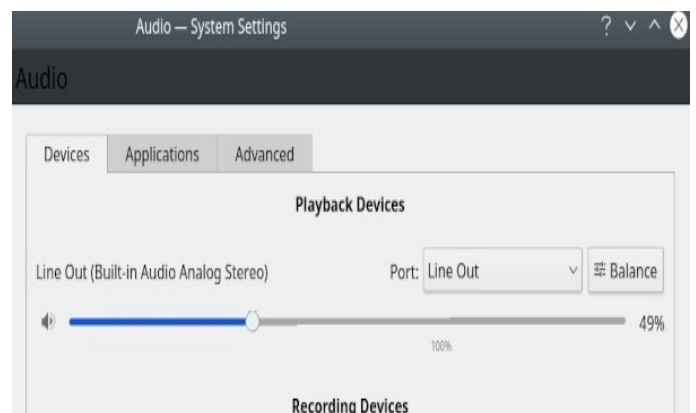 Audio — System Settings
Audio
Devices Applications Advanced
Playback Devices
Line Out (Built-in Audio Analog Stereo) Port: Line Out Balance
49%
100%
Recording Devices